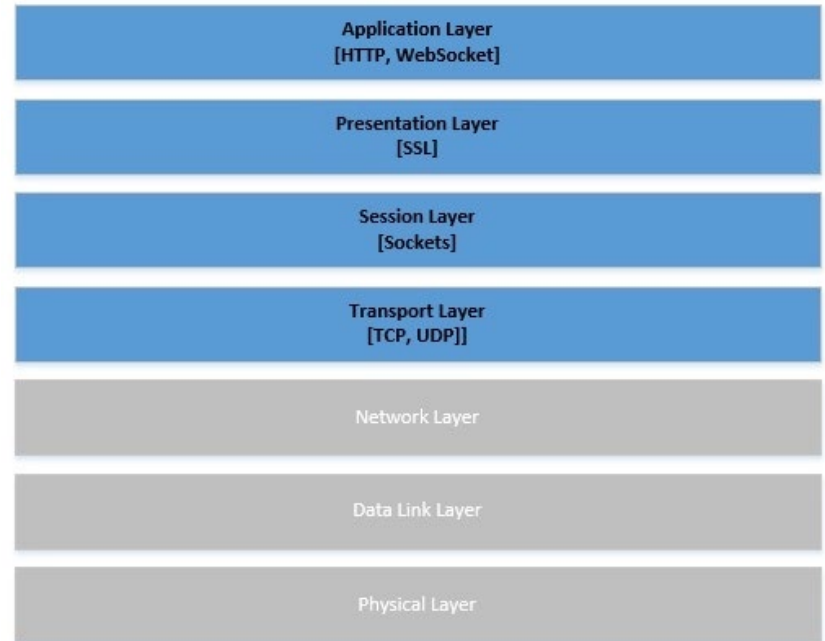 Application Layer
[HTTP, WebSocket]
Presentation Layer
[SSL]
Session Layer
[Sockets]
Transport Layer
[TCP, UDP]]
Network Layer
Data Link Layer
Physical Layer